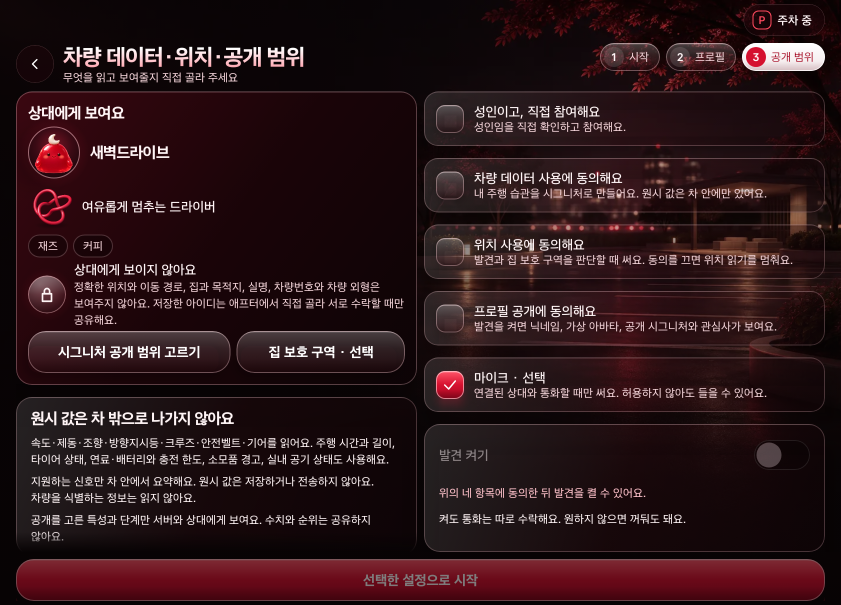 P 주차 중
차량 데이터·위치·공개 범위
무엇을 읽고 보여줄지 직접 골라 주세요
1 시작
2 프로필
3 공개 범위
상대에게 보여요
새벽드라이브
여유롭게 멈추는 드라이버
재즈
커피
상대에게 보이지 않아요
정확한 위치와 이동 경로, 집과 목적지, 실명, 차량번호와 차량 외형은
보여주지 않아요. 저장한 아이디는 애프터에서 직접 골라 서로 수락할 때만
공유해요.
시그니처 공개 범위 고르기
집 보호 구역 · 선택
원시 값은 차 밖으로 나가지 않아요
속도·제동·조향·방향지시등·크루즈·안전벨트·기어를 읽어요. 주행 시간과 길이,
타이어 상태, 연료·배터리와 충전 한도, 소모품 경고, 실내 공기 상태도 사용해요.
지원하는 신호만 차 안에서 요약해요. 원시 값은 저장하거나 전송하지 않아요.
차량을 식별하는 정보는 읽지 않아요.
공개를 고른 특성과 단계만 서버와 상대에게 보여요. 수치와 순위는 공유하지
않아요.
성인이고, 직접 참여해요
성인임을 직접 확인하고 참여해요.
차량 데이터 사용에 동의해요
내 주행 습관을 시그니처로 만들어요. 원시 값은 차 안에만 있어요.
위치 사용에 동의해요
발견과 집 보호 구역을 판단할 때 써요. 동의를 끄면 위치 읽기를 멈춰요.
프로필 공개에 동의해요
발견을 켜면 닉네임, 가상 아바타, 공개 시그니처와 관심사가 보여요.
마이크 · 선택
연결된 상대와 통화할 때만 써요. 허용하지 않아도 들을 수 있어요.
발견 켜기
위의 네 항목에 동의한 뒤 발견을 켤 수 있어요.
켜도 통화는 따로 수락해요. 원하지 않으면 꺼둬도 돼요.
선택한 설정으로 시작